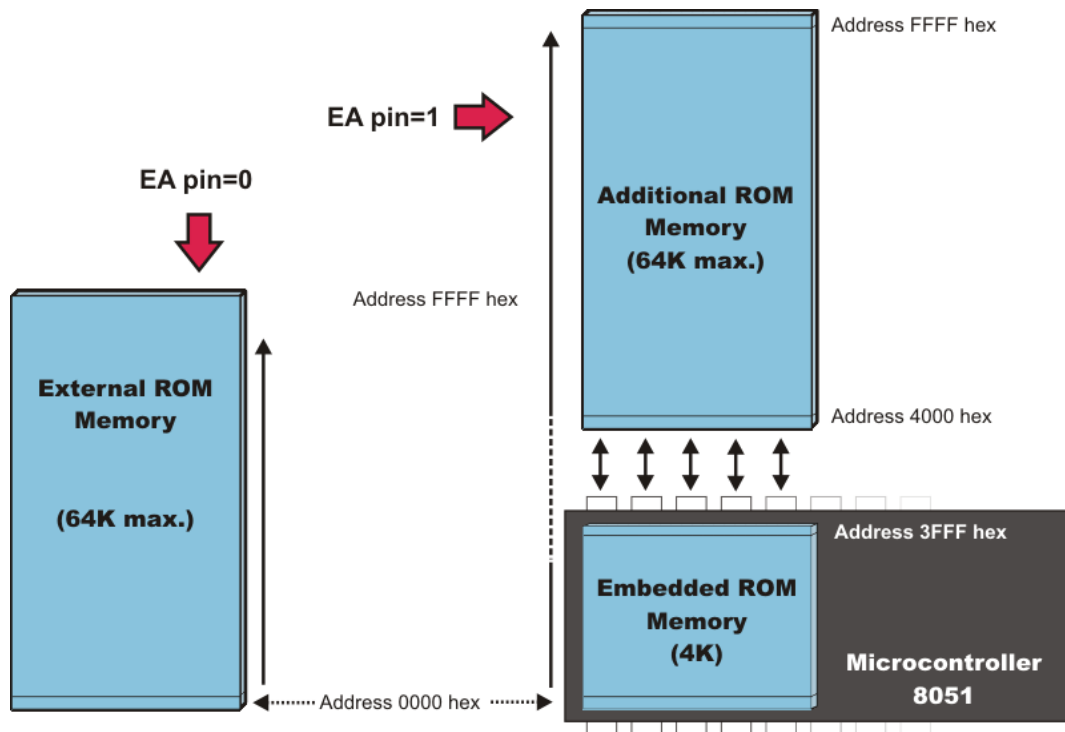 Address FFFF hex
EA pin=1
EA pin=0
Additional ROM
Memory
(64K max.)
Address FFFF hex
External ROM
Memory
(64K max.)
Address 4000 hex
Address 3FFF hex
Embedded ROM
Memory
(4K)
Microcontroller
8051
Address 0000 hex